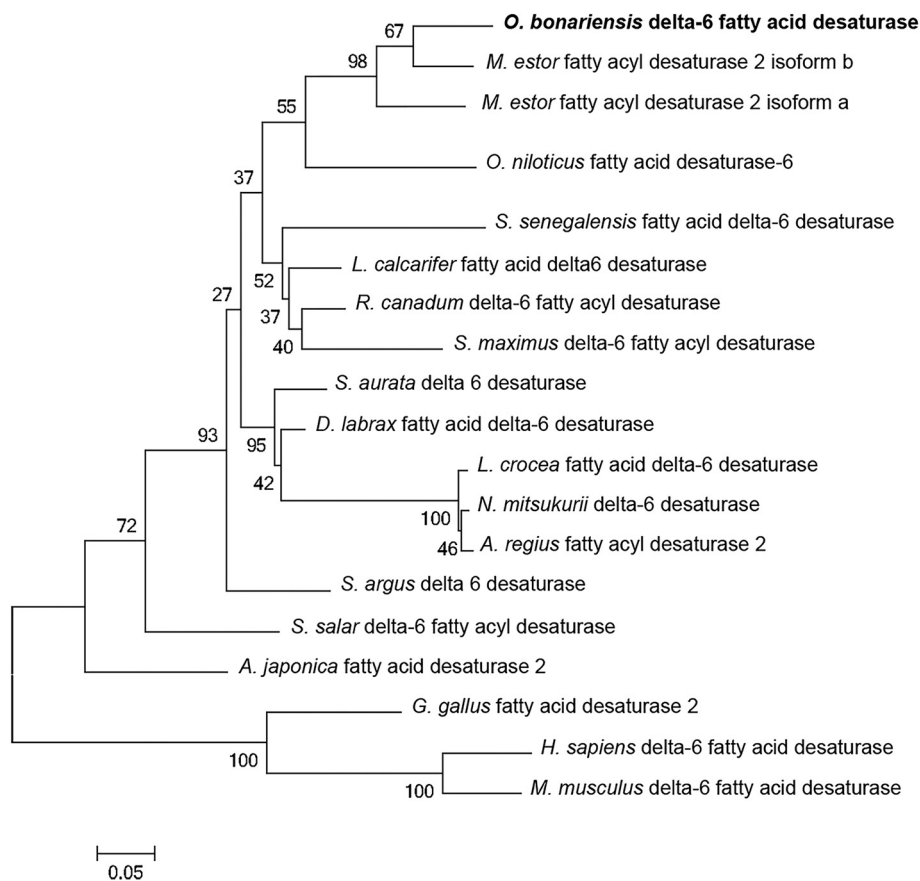 O. bonariensis delta-6 fatty acid desaturase
67
M. estor fatty acyl desaturase 2 isoform b
98
M. estor fatty acyl desaturase 2 isoform a
55
O. niloticus fatty acid desaturase-6
37
S. senegalensis fatty acid delta-6 desaturase
L. calcarifer fatty acid delta6 desaturase
52
27
R. canadum delta-6 fatty acyl desaturase
37
40
S. maximus delta-6 fatty acyl desaturase
S. aurata delta 6 desaturase
D. labrax fatty acid delta-6 desaturase
93
95
L. crocea fatty acid delta-6 desaturase
42
N. mitsukurii delta-6 desaturase
100
72
46
A. regius fatty acyl desaturase 2
S. argus delta 6 desaturase
S. salar delta-6 fatty acyl desaturase
A. japonica fatty acid desaturase 2
G. gallus fatty acid desaturase 2
H. sapiens delta-6 fatty acid desaturase
100
M. musculus delta-6 fatty acid desaturase
100
0.05